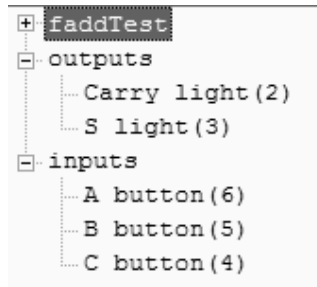 faddTest
outputs
Carry light(2)
S light(3)
inputs
A button(6)
B button(5)
C button(4)